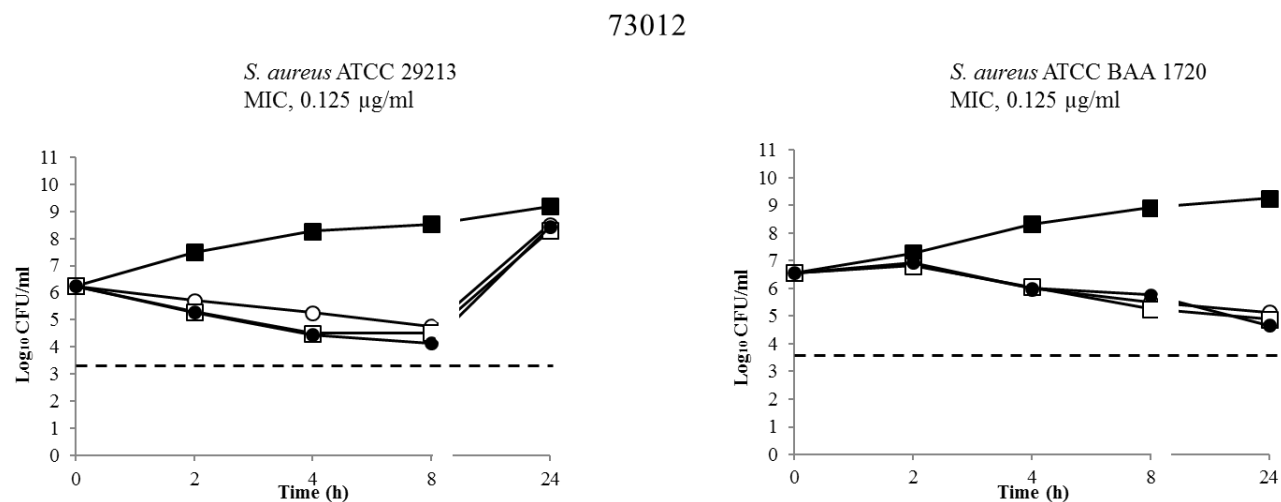 73012
S. aureus ATCC 29213
MIC, 0.125 µg/ml
11
10
9
8
7
6
5
4
3
2
1
0
Log10 CFU/ml
0 2 4 8 24
Time (h)
S. aureus ATCC BAA 1720
MIC, 0.125 µg/ml
11
10
9
8
7
6
5
4
3
2
1
0
Log10 CFU/ml
0 2 4 8 24
Time (h)